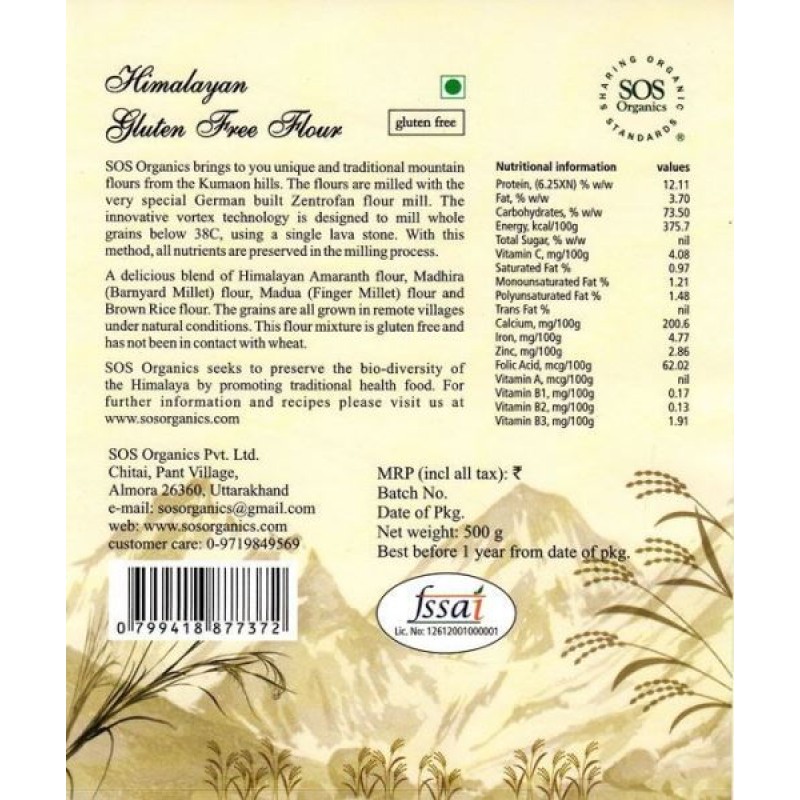 Himalayan
Gluten Free Flour
gluten free
SHARING ORGANIC
SOS
Organics
STANDARDS ®
SOS Organics brings to you unique and traditional mountain
flours from the Kumaon hills. The flours are milled with the
very special German built Zentrofan flour mill. The
innovative vortex technology is designed to mill whole
grains below 38C, using a single lava stone. With this
method, all nutrients are preserved in the milling process.
A delicious blend of Himalayan Amaranth flour, Madhira
(Barnyard Millet) flour, Madua (Finger Millet) flour and
Brown Rice flour. The grains are all grown in remote villages
under natural conditions. This flour mixture is gluten free and
has not been in contact with wheat.
SOS Organics seeks to preserve the bio-diversity of
the Himalaya by promoting traditional health food. For
further information and recipes please visit us at
www.sosorganics.com
Nutritional information values
Protein, (6.25XN) % w/w 12.11
Fat, % w/w 3.70
Carbohydrates, % w/w 73.50
Energy, kcal/100g 375.7
Total Sugar, % w/w nil
Vitamin C, mg/100g 4.08
Saturated Fat % 0.97
Monounsaturated Fat % 1.21
Polyunsaturated Fat % 1.48
Trans Fat % nil
Calcium, mg/100g 200.6
Iron, mg/100g 4.77
Zinc, mg/100g 2.86
Folic Acid, mcg/100g 62.02
Vitamin A, mcg/100g nil
Vitamin B1, mg/100g 0.17
Vitamin B2, mg/100g 0.13
Vitamin B3, mg/100g 1.91
SOS Organics Pvt. Ltd.
Chitai, Pant Village,
Almora 26360, Uttarakhand
e-mail: sosorganics@gmail.com
web: www.sosorganics.com
customer care: 0-9719849569
MRP (incl all tax): ₹
Batch No.
Date of Pkg.
Net weight: 500 g
Best before 1 year from date of pkg.
0 799418 877372
fssai
Lic. No: 12612001000001